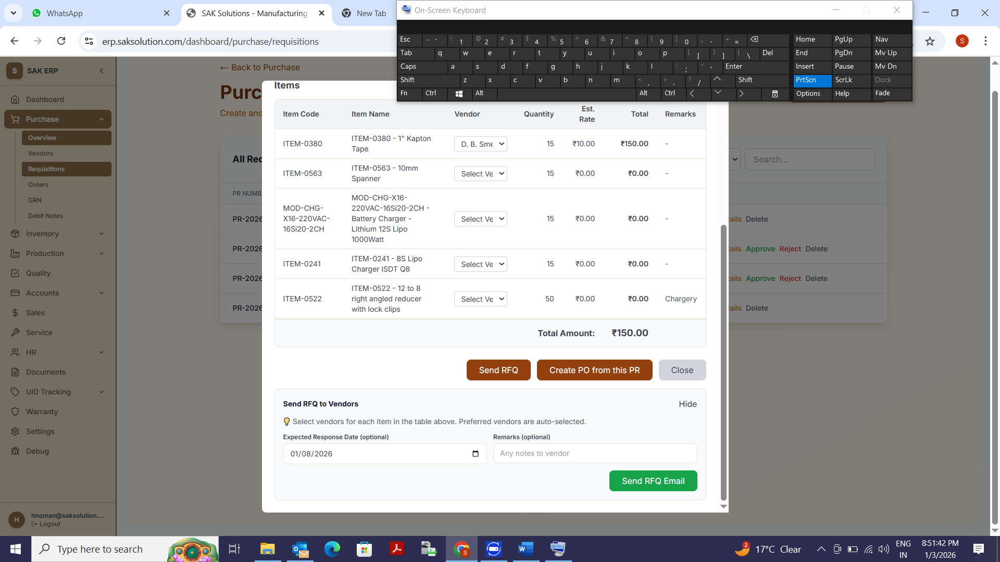 WhatsApp
SAK Solutions - Manufacturing
New Tab
On-Screen Keyboard
erp.saksolution.com/dashboard/purchase/requisitions
S
Esc ~ ` ! 1 @ 2 # 3 $ 4 % 5 ^ 6 & 7 * 8 ( 9 ) 0 _ - + = Home PgUp Nav
Tab q w e r t y u i o p { [ } ] | \ Del End PgDn Mv Up
Caps a s d f g h j k l : ; " ' Enter Insert Pause Mv Dn
Shift z x c v b n m < , > . ? / Shift PrtScn ScrLk Dock
Fn Ctrl Alt Alt Ctrl Options Help Fade
S SAK ERP
Dashboard
Purchase
Overview
Vendors
Requisitions
Orders
GRN
Debit Notes
Inventory
Production
Quality
Accounts
Sales
Service
HR
Documents
UID Tracking
Warranty
Settings
Debug
H
hnoman@saksolution....
Logout
← Back to Purchase
Purc
Create and
All Rec
Search...
PR NUMB
PR-2026
ails Delete
PR-2026
ails Approve Reject Delete
PR-2026
ails Approve Reject Delete
PR-2026
ails Delete
Items
Item Code Item Name Vendor Quantity Est. Rate Total Remarks
ITEM-0380 ITEM-0380 - 1" Kapton Tape D. B. Sme 15 ₹10.00 ₹150.00 -
ITEM-0563 ITEM-0563 - 10mm Spanner Select Ve 15 ₹0.00 ₹0.00 -
MOD-CHG-X16-220VAC-16Si20-2CH MOD-CHG-X16-220VAC-16Si20-2CH - Battery Charger - Lithium 12S Lipo 1000Watt Select Ve 15 ₹0.00 ₹0.00 -
ITEM-0241 ITEM-0241 - 8S Lipo Charger ISDT Q8 Select Ve 15 ₹0.00 ₹0.00 -
ITEM-0522 ITEM-0522 - 12 to 8 right angled reducer with lock clips Select Ve 50 ₹0.00 ₹0.00 Chargery
Total Amount: ₹150.00
Send RFQ Create PO from this PR Close
Send RFQ to Vendors Hide
Select vendors for each item in the table above. Preferred vendors are auto-selected.
Expected Response Date (optional) Remarks (optional)
01/08/2026 Any notes to vendor
Send RFQ Email
Type here to search
2
17°C Clear
ENG
IN
8:51:42 PM
1/3/2026